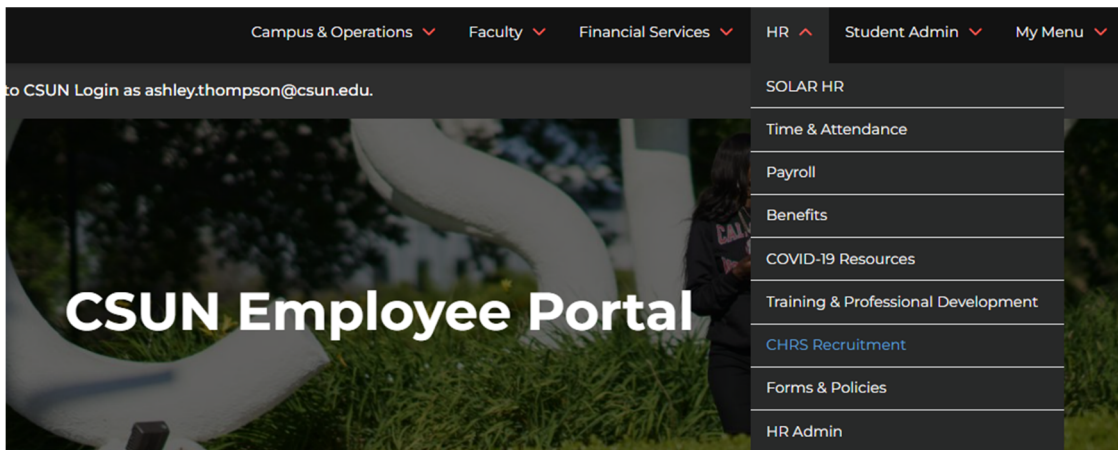 Campus & Operations Faculty Financial Services HR Student Admin My Menu
to CSUN Login as ashley.thompson@csun.edu.
SOLAR HR
Time & Attendance
Payroll
Benefits
COVID-19 Resources
Training & Professional Development
CHRS Recruitment
Forms & Policies
HR Admin
CSUN Employee Portal